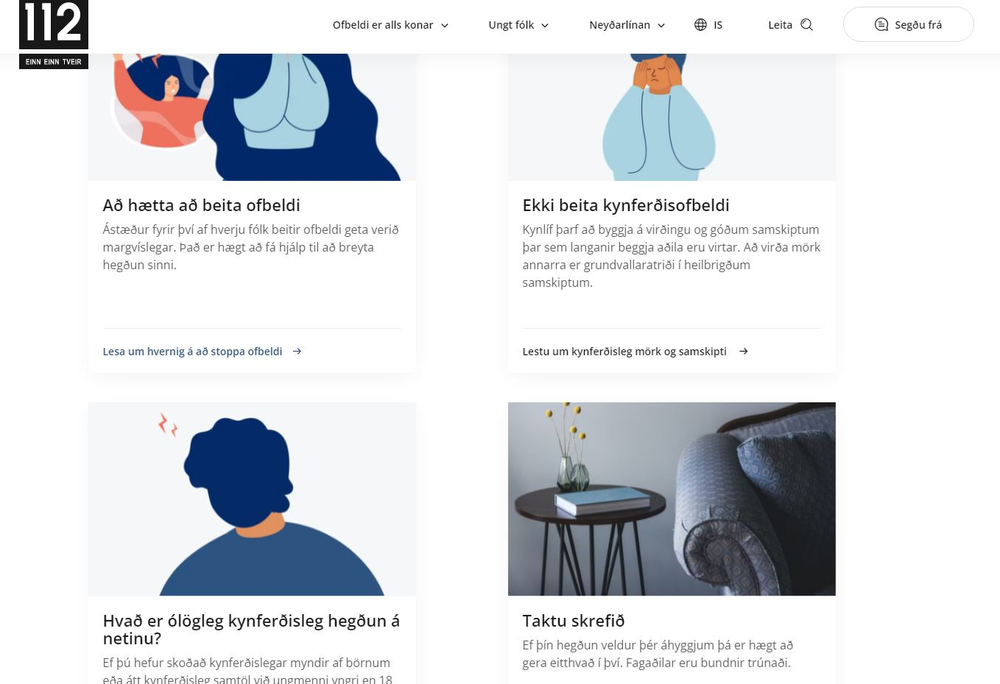 112
EINN EINN TVEIR
Ofbeldi er alls konar
Ungt fólk
Neyðarlínan
IS
Leita
Segðu frá
Að hætta að beita ofbeldi
Ástæður fyrir því af hverju fólk beitir ofbeldi geta verið
margvíslegar. Það er hægt að fá hjálp til að breyta
hegðun sinni.
Lesa um hvernig á að stoppa ofbeldi
Ekki beita kynferðisofbeldi
Kynlíf þarf að byggja á virðingu og góðum samskiptum
þar sem langanir beggja aðila eru virtar. Að virða mörk
annarra er grundvallaratriði í heilbrigðum
samskiptum.
Lestu um kynferðisleg mörk og samskipti
Hvað er ólögleg kynferðisleg hegðun á
netinu?
Ef þú hefur skoðað kynferðislegar myndir af börnum
eða átt kynferðisleg samtöl við ungmenni yngri en 18
Taktu skrefið
Ef þín hegðun veldur þér áhyggjum þá er hægt að
gera eitthvað í því. Fagaðilar eru bundnir trúnaði.